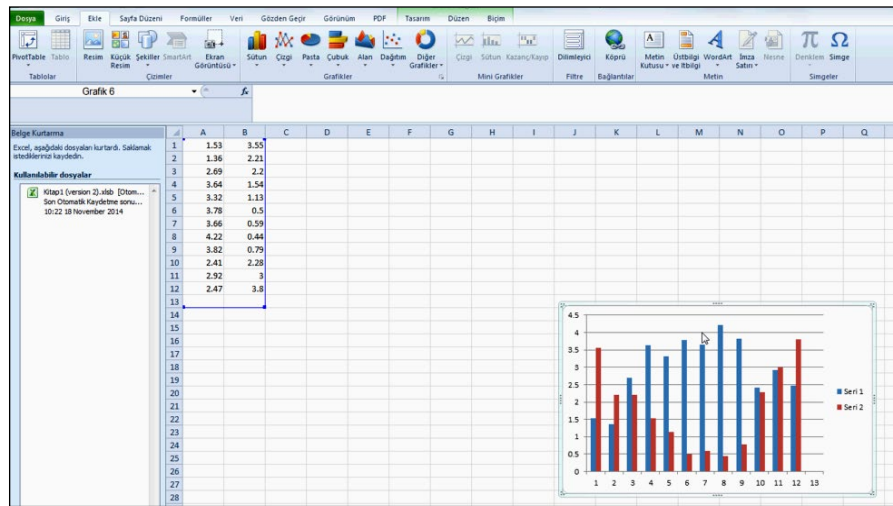 Dosya Giriş Ekle Sayfa Düzeni Formüller Veri Gözden Geçir Görünüm PDF Tasarım Düzen Biçim
PivotTable Tablo Resim Küçük Resim Şekiller SmartArt Ekran Görüntüsü Sütun Çizgi Pasta Çubuk Alan Dağıtım Diğer Grafikler Çizgi Sütun Kazanç/Kayıp Dilimleyici Köprü Metin Kutusu Üstbilgi ve Itbilgi WordArt İmza Satırı Nesne Denklem Simge
Tablolar Çizimler Grafikler Mini Grafikler Filtre Bağlantılar Metin Simgeler
Grafik 6 fx
Belge Kurtarma
Excel, aşağıdaki dosyaları kurtardı. Saklamak
istediklerinizi kaydedin.
Kullanılabilir dosyalar
Kitap1 (version 2).xlsb [Otom...
Son Otomatik Kaydetme sonu...
10:22 18 November 2014
A B C D E F G H I J K L M N O P Q
1 1.53 3.55
2 1.36 2.21
3 2.69 2.2
4 3.64 1.54
5 3.32 1.13
6 3.78 0.5
7 3.66 0.59
8 4.22 0.44
9 3.82 0.79
10 2.41 2.28
11 2.92 3
12 2.47 3.8
13
14
15
16
17
18
19
20
21
22
23
24
25
26
27
28
4.5
4
3.5
3
2.5
2
1.5
1
0.5
0
1 2 3 4 5 6 7 8 9 10 11 12 13
Seri 1
Seri 2